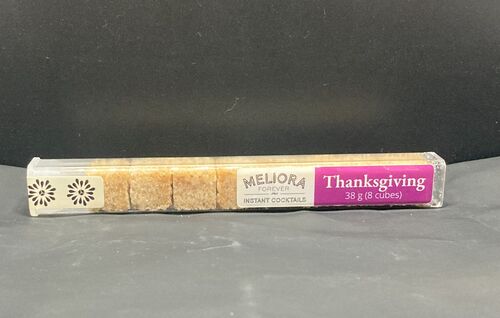 MELIORA
FOREVER
INSTANT COCKTAILS
Thanksgiving
38 g (8 cubes)